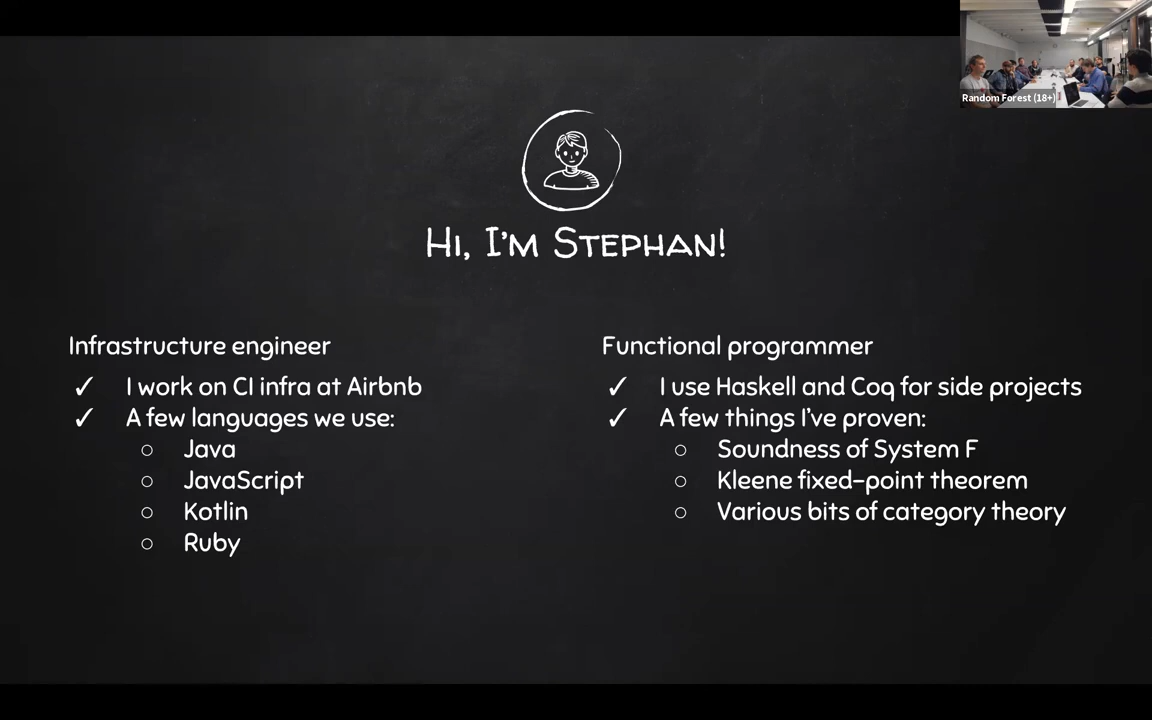 Random Forest (18+)
Hi, I'm Stephan!
Infrastructure engineer
✓ I work on CI infra at Airbnb
✓ A few languages we use:
○ Java
○ JavaScript
○ Kotlin
○ Ruby
Functional programmer
✓ I use Haskell and Coq for side projects
✓ A few things I've proven:
○ Soundness of System F
○ Kleene fixed-point theorem
○ Various bits of category theory